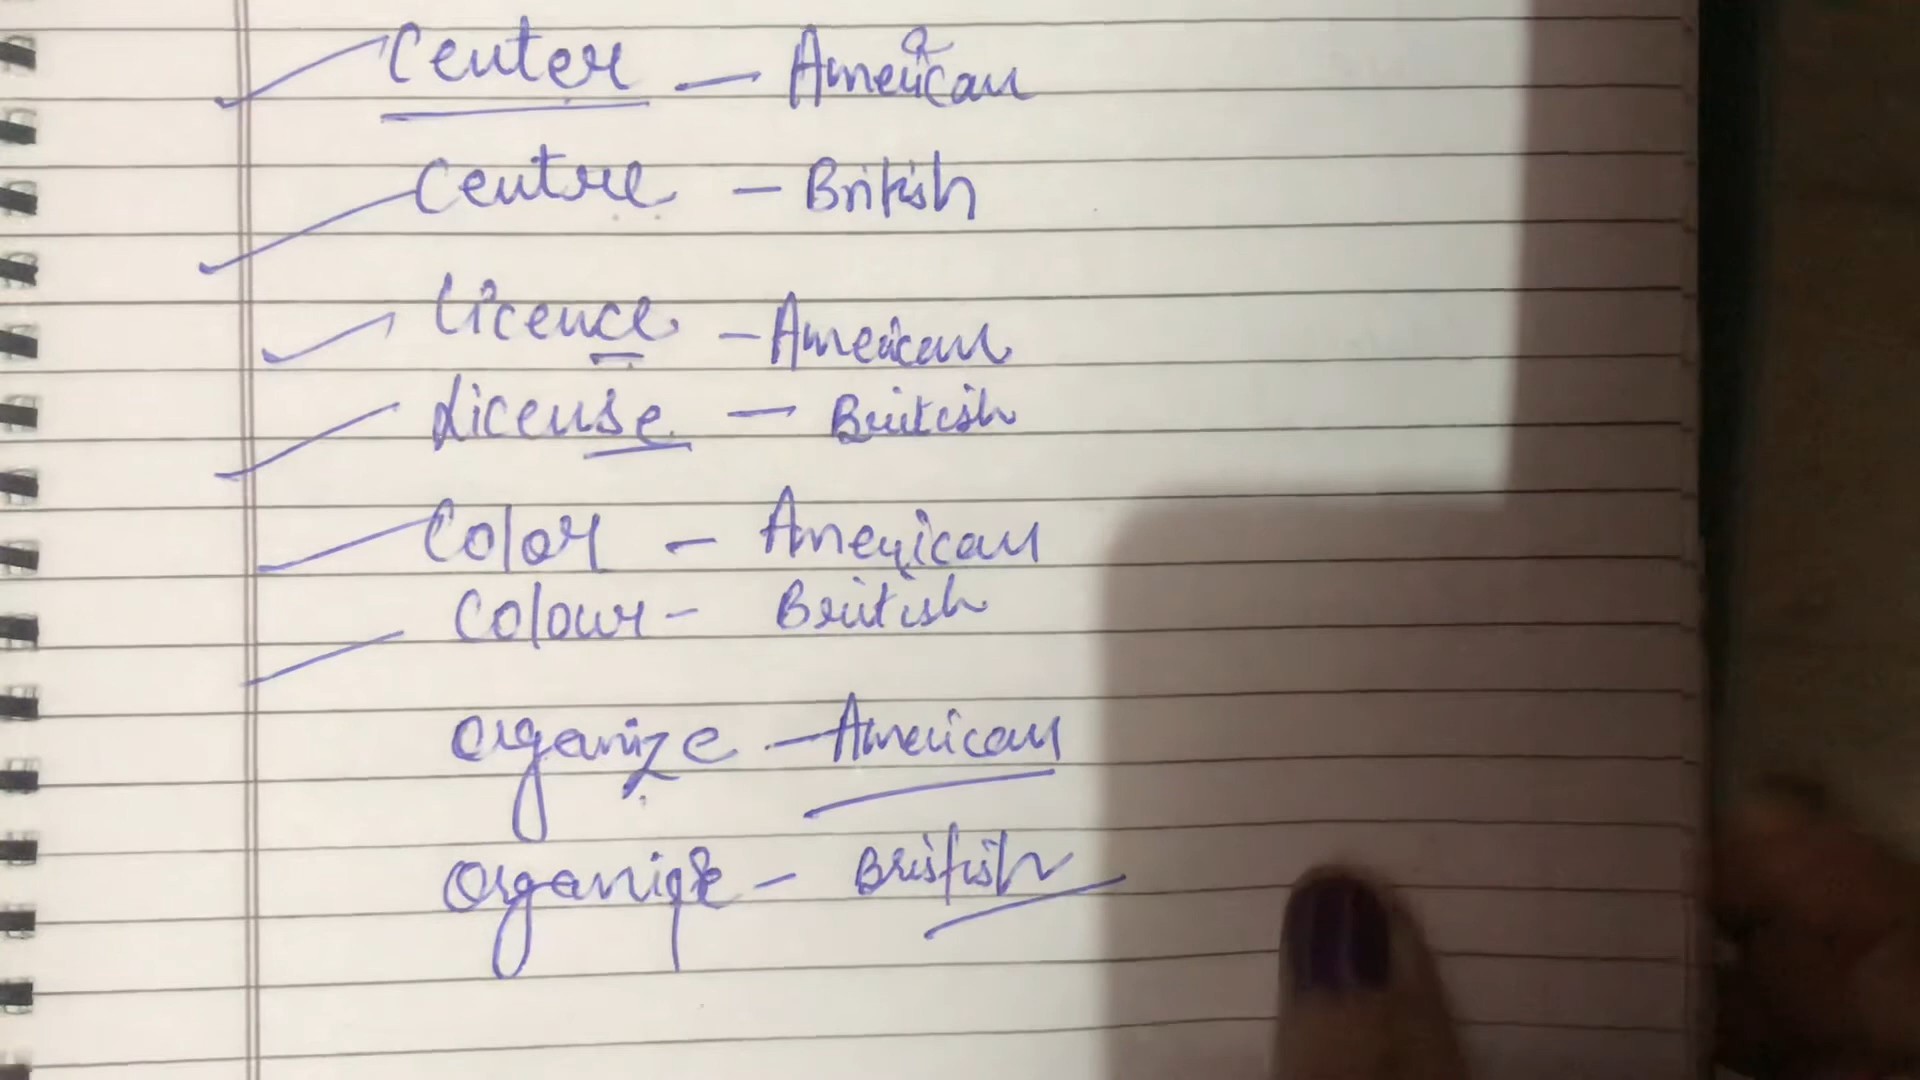 Center — American
Centre — British
Licence — American
License — British
Color — American
Colour — British
organize — American
— British